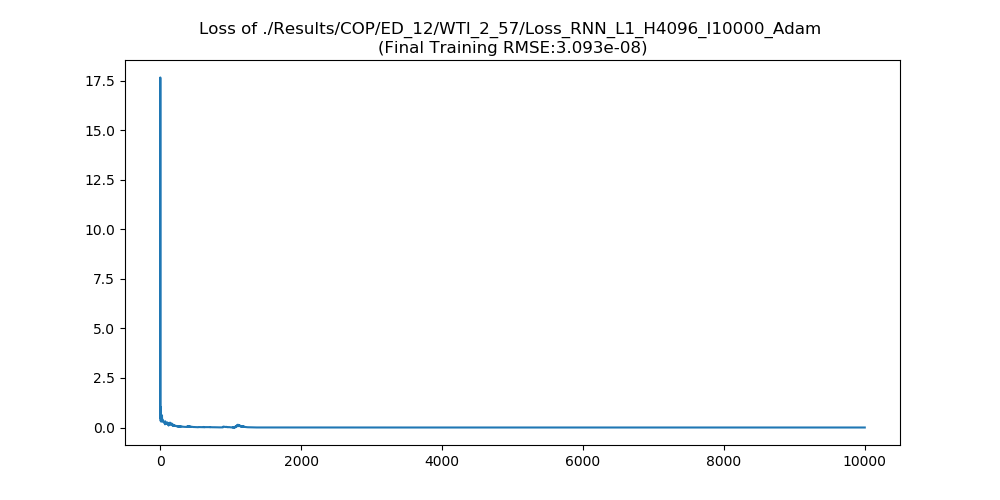 Loss of ./Results/COP/ED_12/WTI_2_57/Loss_RNN_L1_H4096_I10000_Adam
(Final Training RMSE:3.093e-08)
17.5
15.0
12.5
10.0
7.5
5.0
2.5
0.0
0 2000 4000 6000 8000 10000